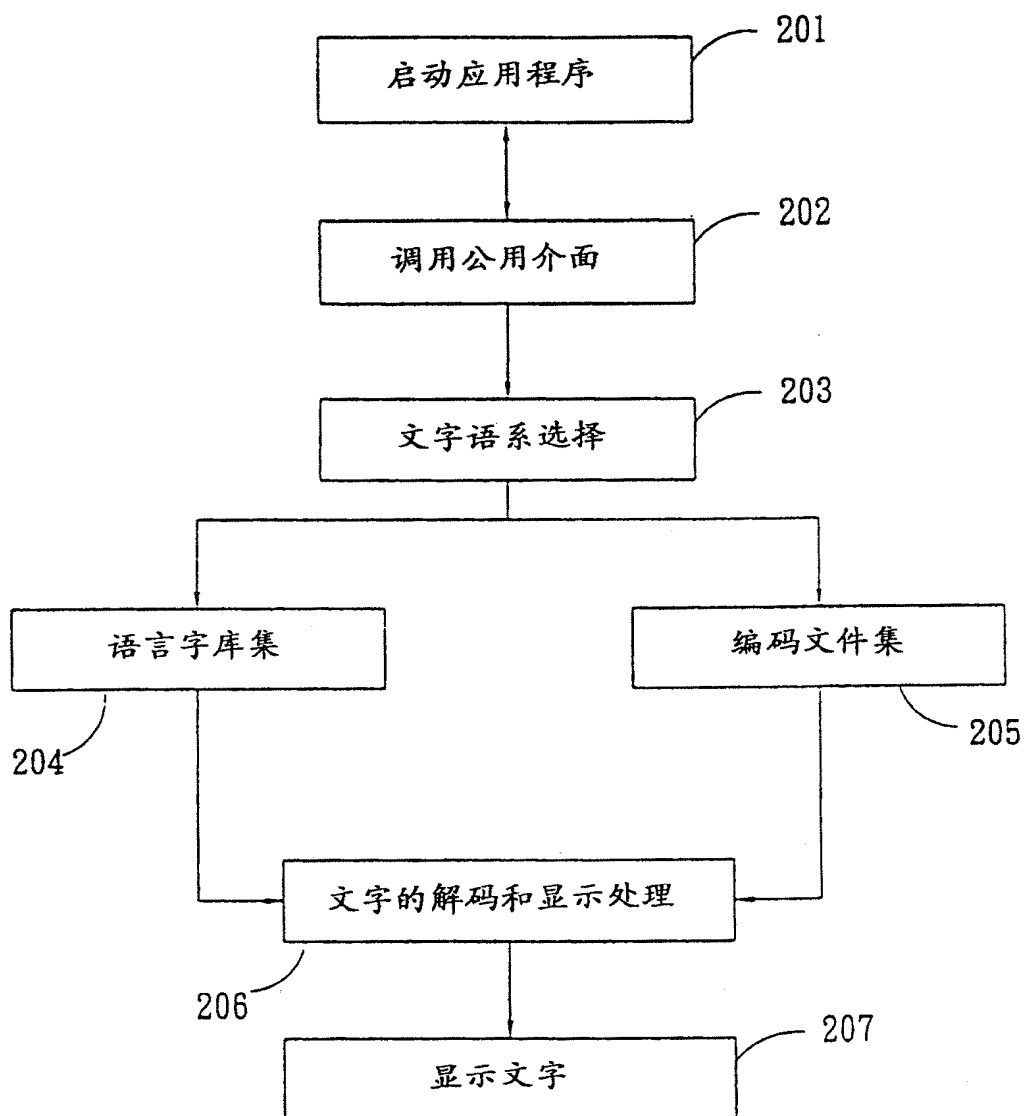 201
启动应用程序
202
调用公用介面
203
文字语系选择
语言字库集
编码文件集
204
205
文字的解码和显示处理
206
207
显示文字